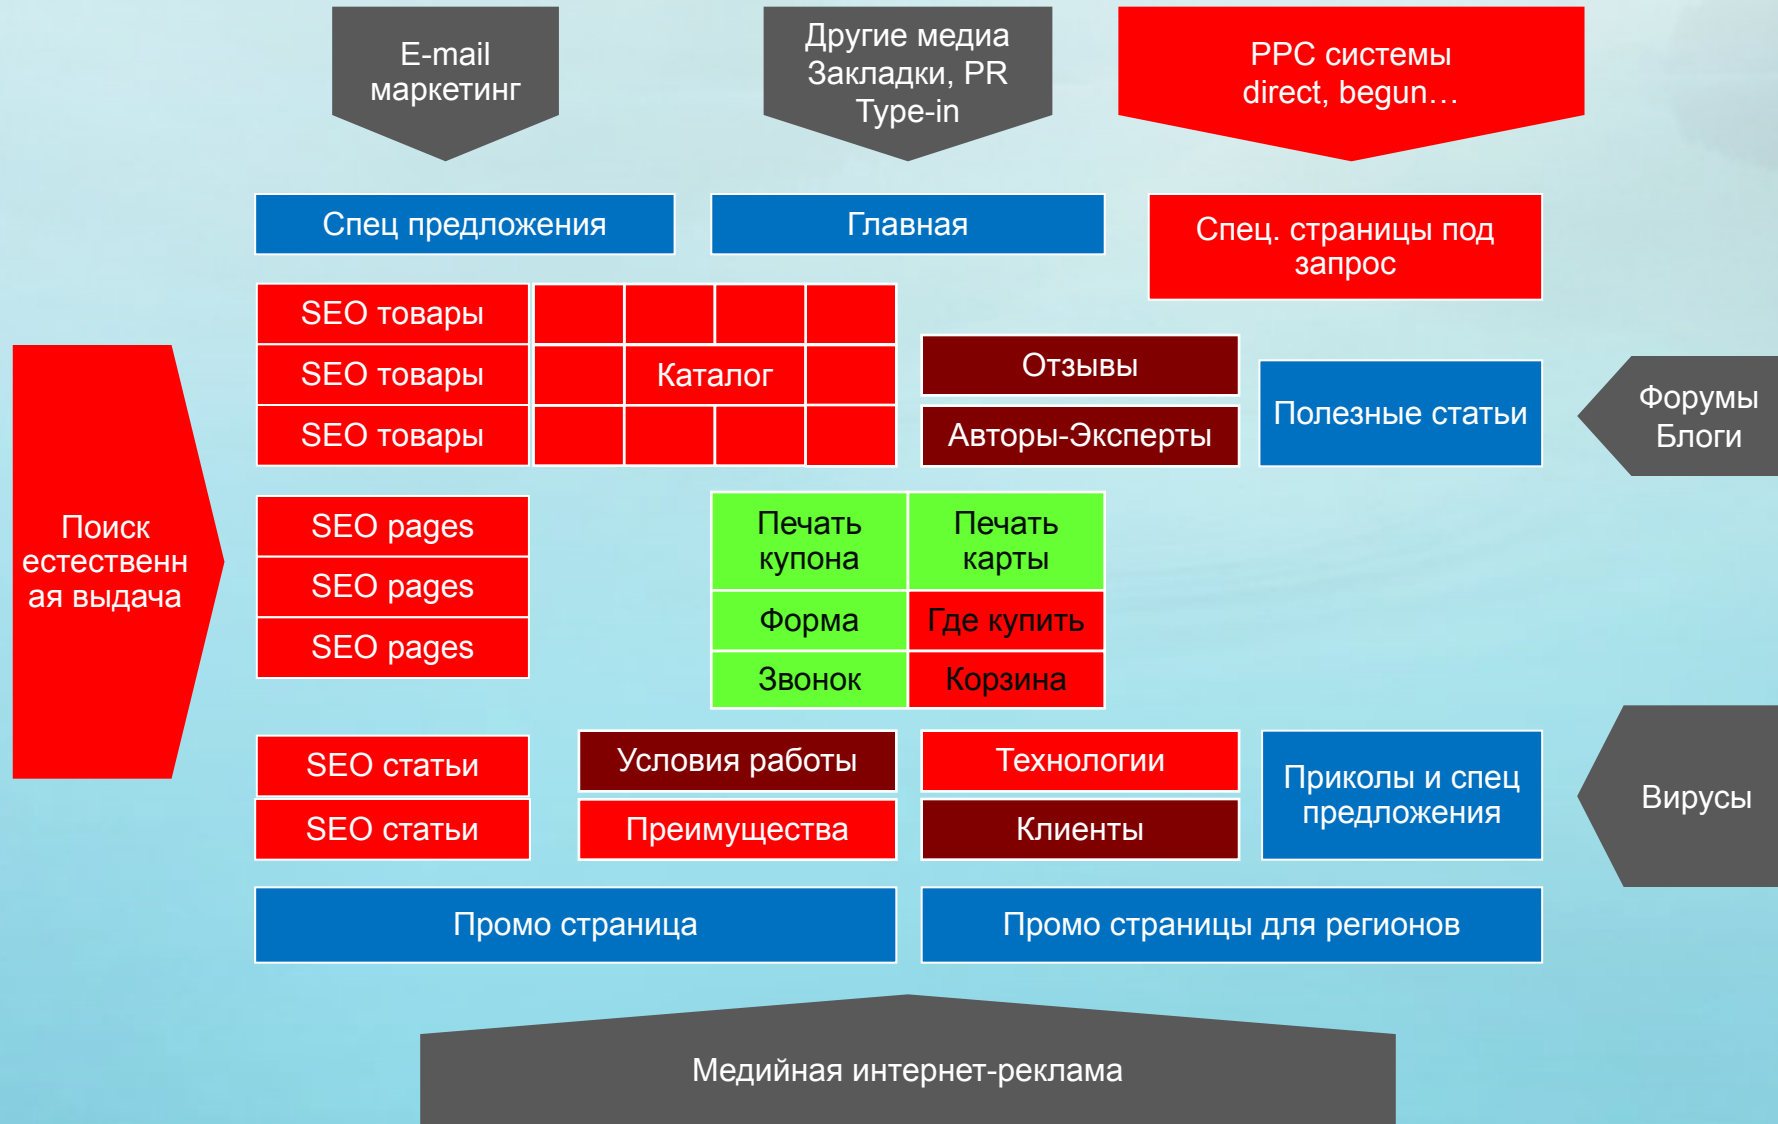 E-mail
маркетинг
Другие медиа
Закладки, PR
Type-in
PPC системы
direct, begun…
Спец предложения
Главная
Спец. страницы под
запрос
SEO товары
SEO товары
SEO товары
Каталог
Отзывы
Авторы-Эксперты
Полезные статьи
Форумы
Блоги
Поиск
естественн
ая выдача
SEO pages
SEO pages
SEO pages
Печать
купона
Печать
карты
Форма
Где купить
Звонок
Корзина
SEO статьи
SEO статьи
Условия работы
Технологии
Преимущества
Клиенты
Приколы и спец
предложения
Вирусы
Промо страница
Промо страницы для регионов
Медийная интернет-реклама